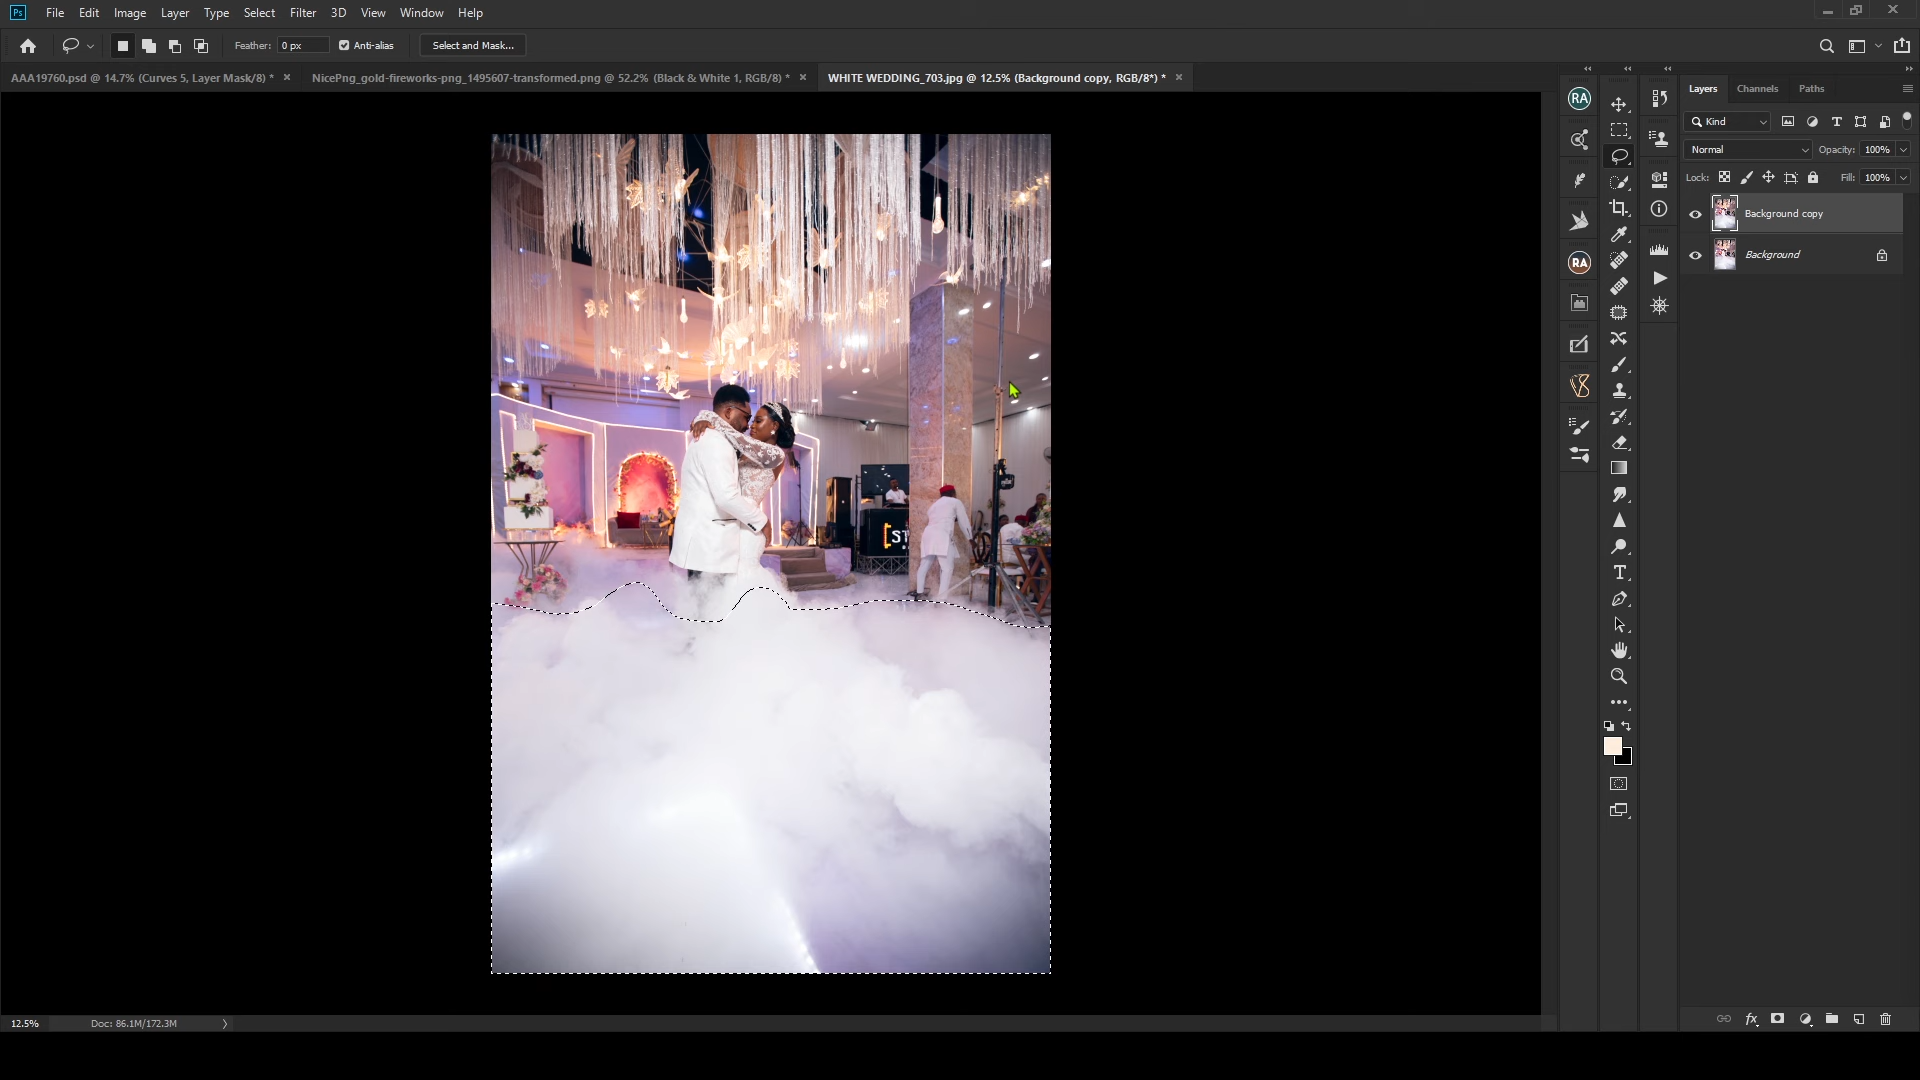 Ps File Edit Image Layer Type Select Filter 3D View Window Help
Feather: 0 px Anti-alias Select and Mask...
AAA19760.psd @ 14.7% (Curves 5, Layer Mask/8) * × NicePng_gold-fireworks-png_1495607-transformed.png @ 52.2% (Black & White 1, RGB/8) * × WHITE WEDDING_703.jpg @ 12.5% (Background copy, RGB/8*) * ×
Layers Channels Paths
RA
Kind
Normal Opacity: 100%
Lock: Fill: 100%
Background copy
Background
RA
ST
fx
12.5% Doc: 86.1M/172.3M